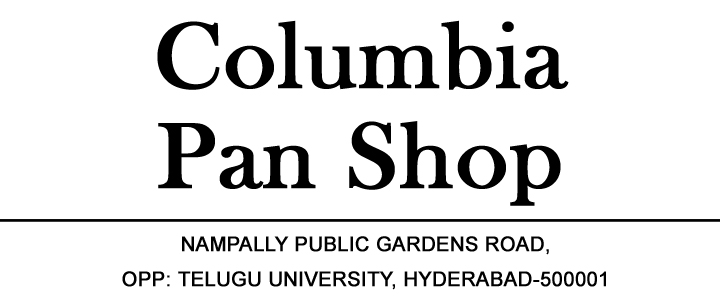 Columbia
Pan Shop
NAMPALLY PUBLIC GARDENS ROAD,
OPP: TELUGU UNIVERSITY, HYDERABAD-500001